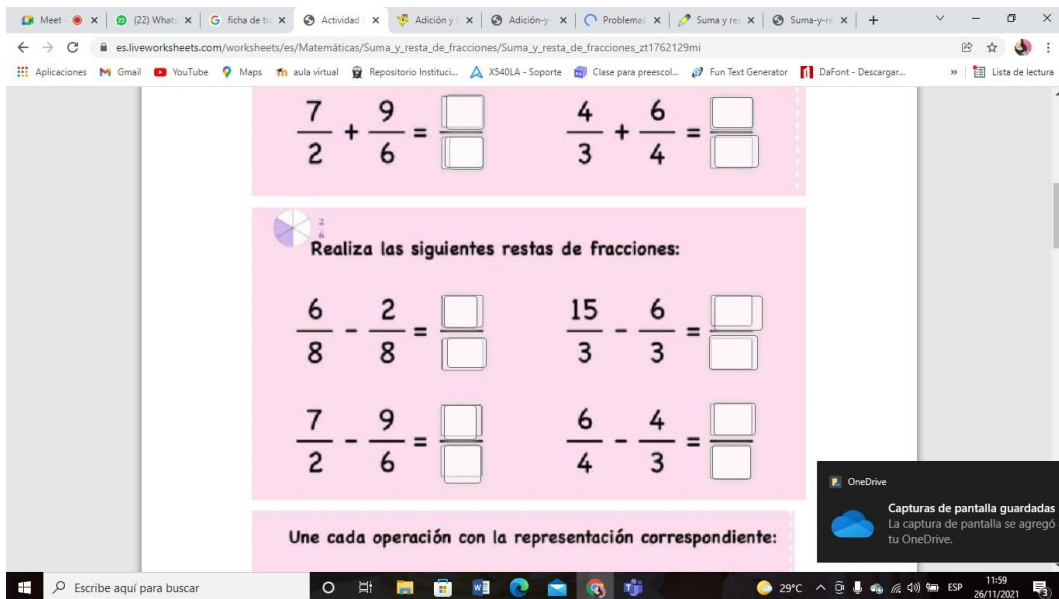 Meet -
(22) What
ficha de tr
Actividad
Adición y
Adición-y-
Problemas
Suma y re
Suma-y-re
es.liveworksheets.com/worksheets/es/Matemáticas/Suma_y_resta_de_fracciones/Suma_y_resta_de_fracciones_zt1762129mi
Aplicaciones Gmail YouTube Maps aula virtual Repositorio Instituci... X540LA - Soporte Clase para preescol... Fun Text Generator DaFont - Descargar... » Lista de lectura
7/2 + 9/6 =
4/3 + 6/4 =
2/6
Realiza las siguientes restas de fracciones:
6/8 - 2/8 =
15/3 - 6/3 =
7/2 - 9/6 =
6/4 - 4/3 =
OneDrive
Capturas de pantalla guardadas
La captura de pantalla se agregó
tu OneDrive.
Une cada operación con la representación correspondiente:
Escribe aquí para buscar
29°C
ESP
11:59
26/11/2021